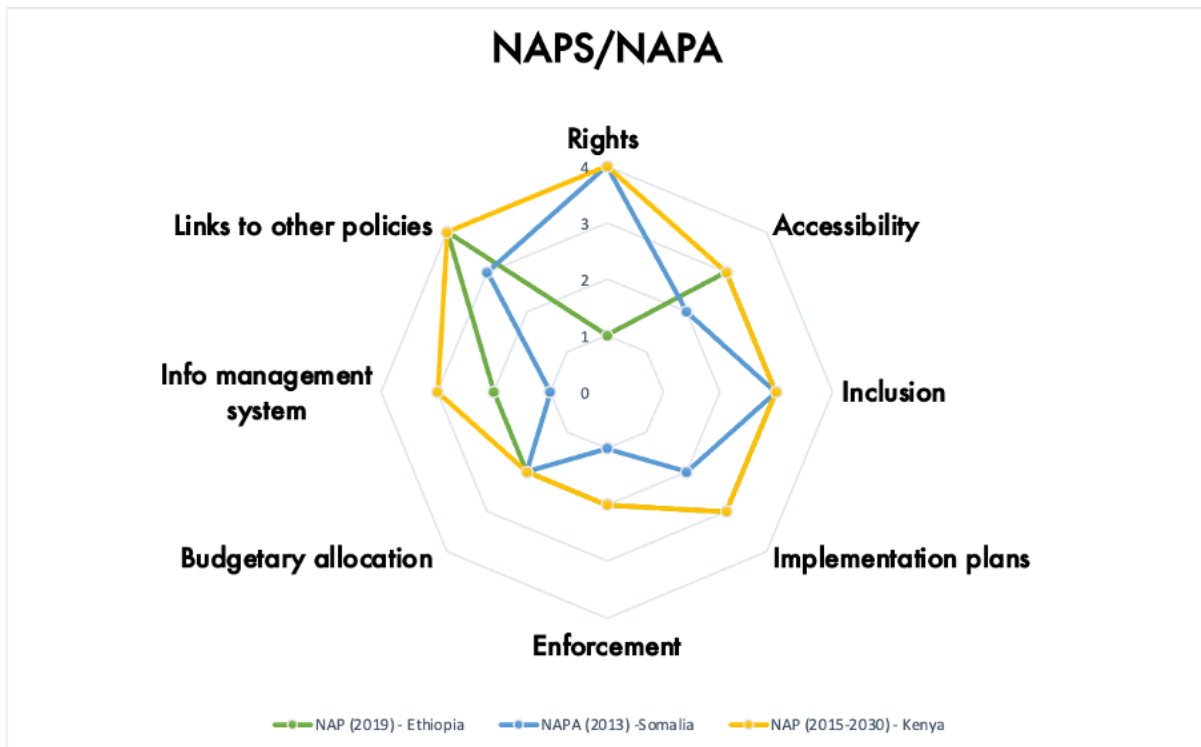 NAPS/NAPA
Rights
4
Links to other policies
Accessibility
3
2
1
Info management
system
0
Inclusion
Budgetary allocation
Implementation plans
Enforcement
NAP (2019) - Ethiopia
NAPA (2013) -Somalia
NAP (2015-2030) - Kenya